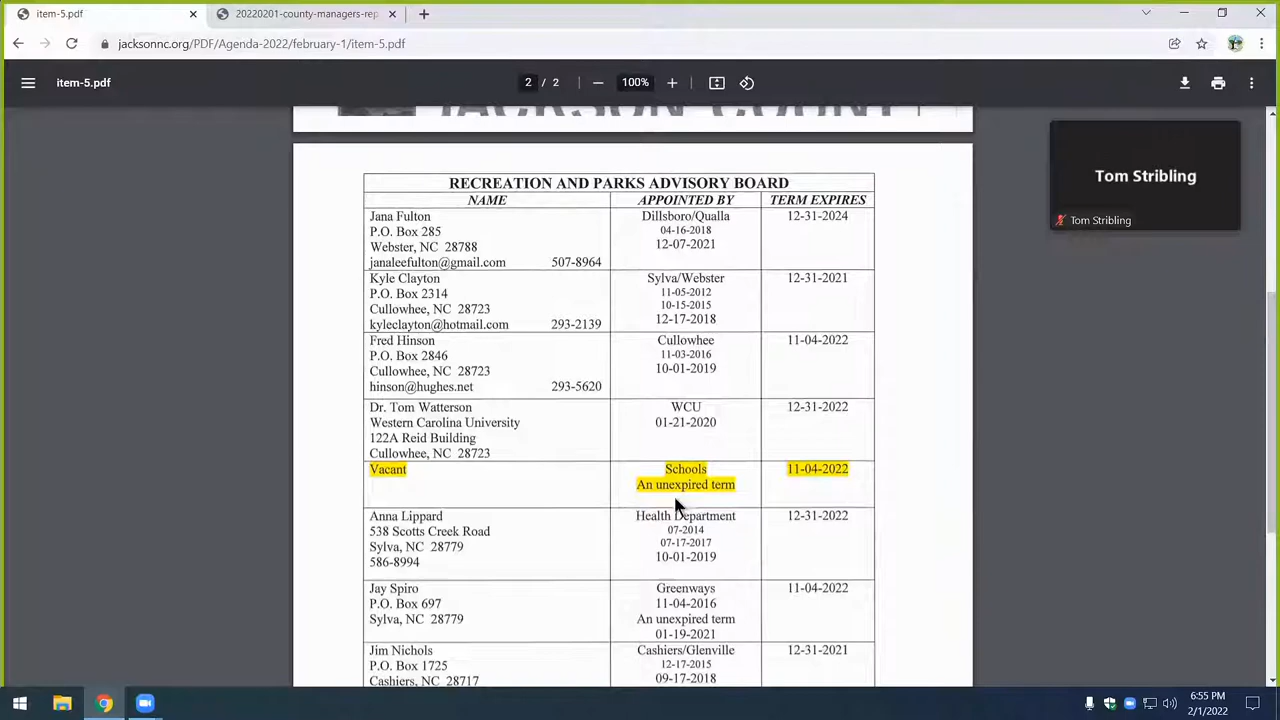 item-5.pdf
20220201-county-managers-rep
jacksonnc.org/PDF/Agenda-2022/february-1/item-5.pdf
item-5.pdf
2 / 2
100%
JACKSON COUNTY
Tom Stribling
Tom Stribling
RECREATION AND PARKS ADVISORY BOARD
NAME APPOINTED BY TERM EXPIRES
Jana Fulton Dillsboro/Qualla 12-31-2024
P.O. Box 285 04-16-2018
Webster, NC 28788 12-07-2021
janaleefulton@gmail.com 507-8964
Kyle Clayton Sylva/Webster 12-31-2021
P.O. Box 2314 11-05-2012
Cullowhee, NC 28723 10-15-2015
kyleclayton@hotmail.com 293-2139 12-17-2018
Fred Hinson Cullowhee 11-04-2022
P.O. Box 2846 11-03-2016
Cullowhee, NC 28723 10-01-2019
hinson@hughes.net 293-5620
Dr. Tom Watterson WCU 12-31-2022
Western Carolina University 01-21-2020
122A Reid Building
Cullowhee, NC 28723
Vacant Schools 11-04-2022
An unexpired term
Anna Lippard Health Department 12-31-2022
538 Scotts Creek Road 07-2014
Sylva, NC 28779 07-17-2017
586-8994 10-01-2019
Jay Spiro Greenways 11-04-2022
P.O. Box 697 11-04-2016
Sylva, NC 28779 An unexpired term
01-19-2021
Jim Nichols Cashiers/Glenville 12-31-2021
P.O. Box 1725 12-17-2015
Cashiers, NC 28717 09-17-2018
6:55 PM
2/1/2022